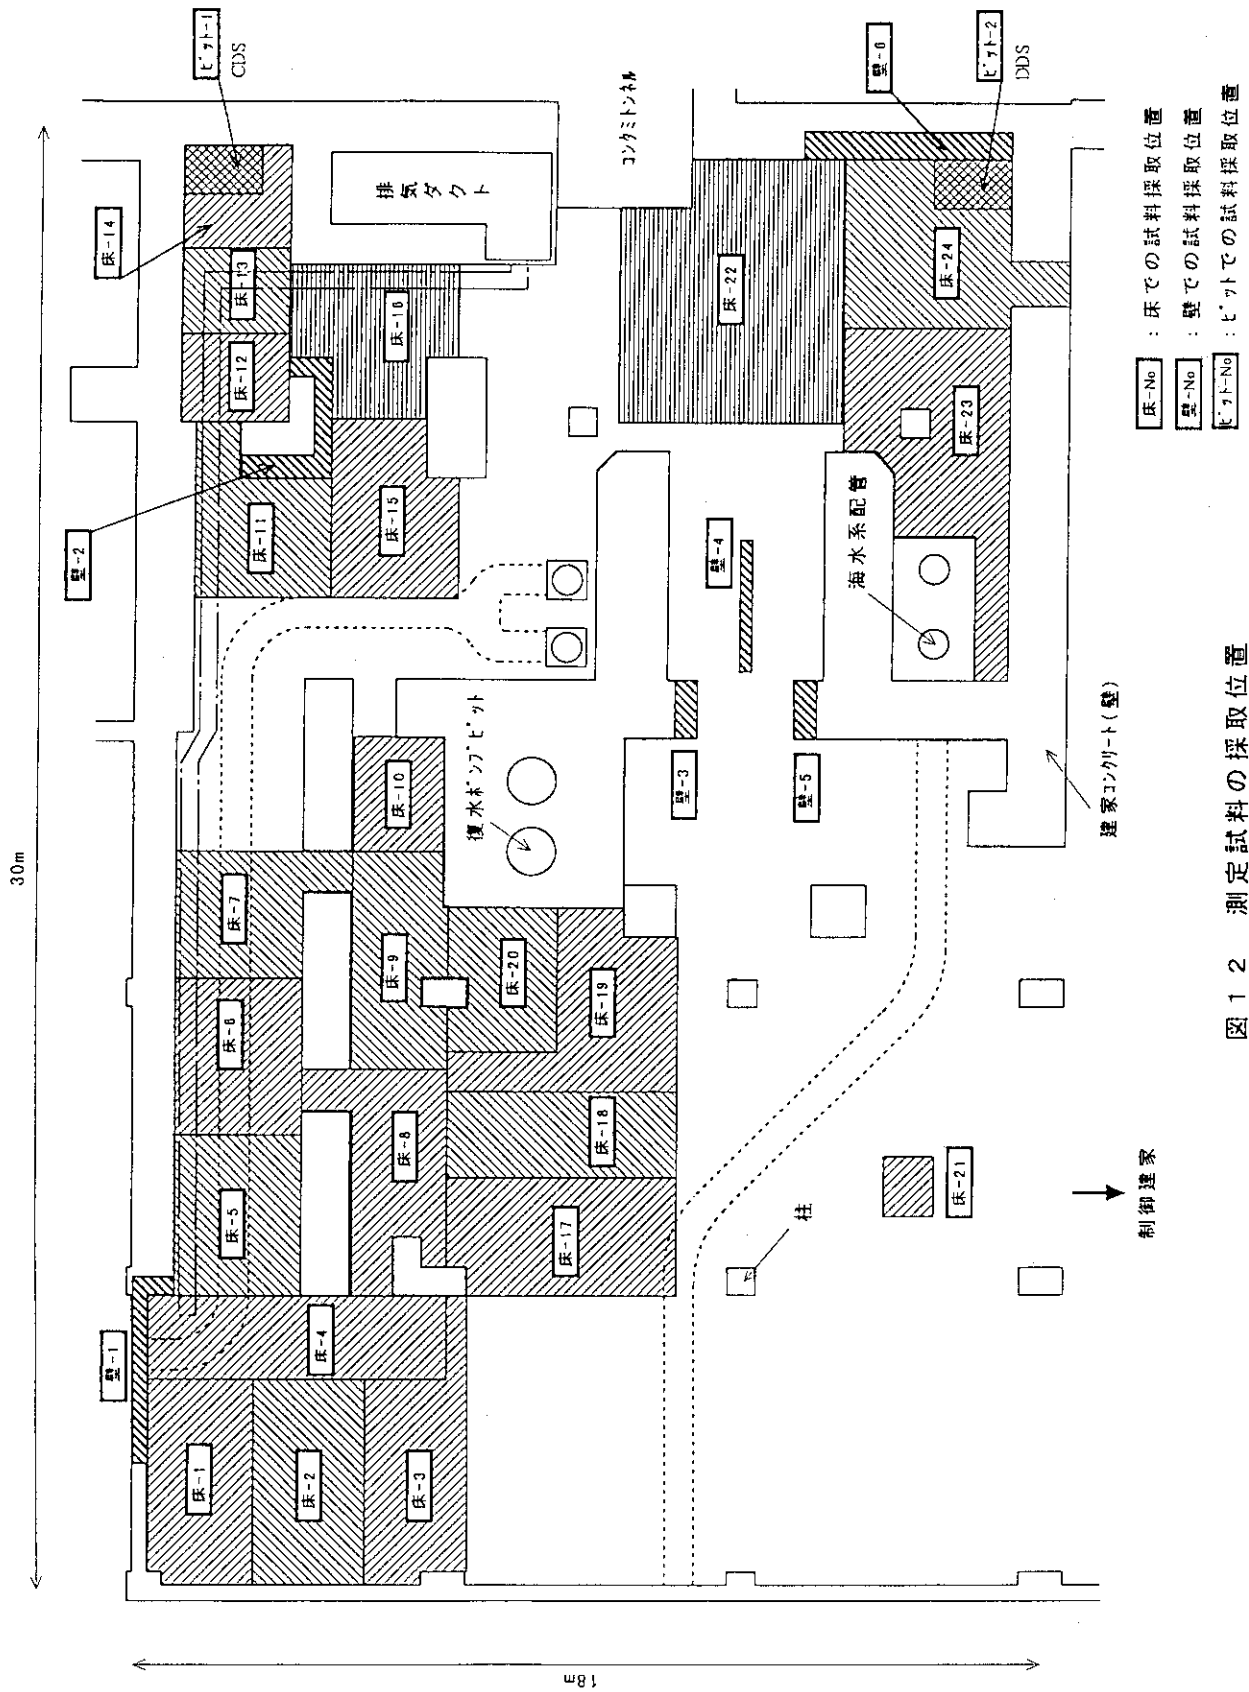 30m
18m
ピット-1
CDS
床-14
床-13
床-12
壁-2
床-11
床-16
床-15
排気ダクト
コンクミトンネル
壁-6
ピット-2
DDS
床-22
床-24
床-23
壁-4
海水系配管
床-7
床-6
床-5
床-10
床-9
床-8
復水ポンプピット
床-20
床-19
床-18
床-17
壁-3
壁-5
建家コンクリート(壁)
壁-1
床-4
床-1
床-2
床-3
柱
床-21
制御建家
床-No :床での試料採取位置
壁-No :壁での試料採取位置
ピット-No :ピットでの試料採取位置
図12 測定試料の採取位置